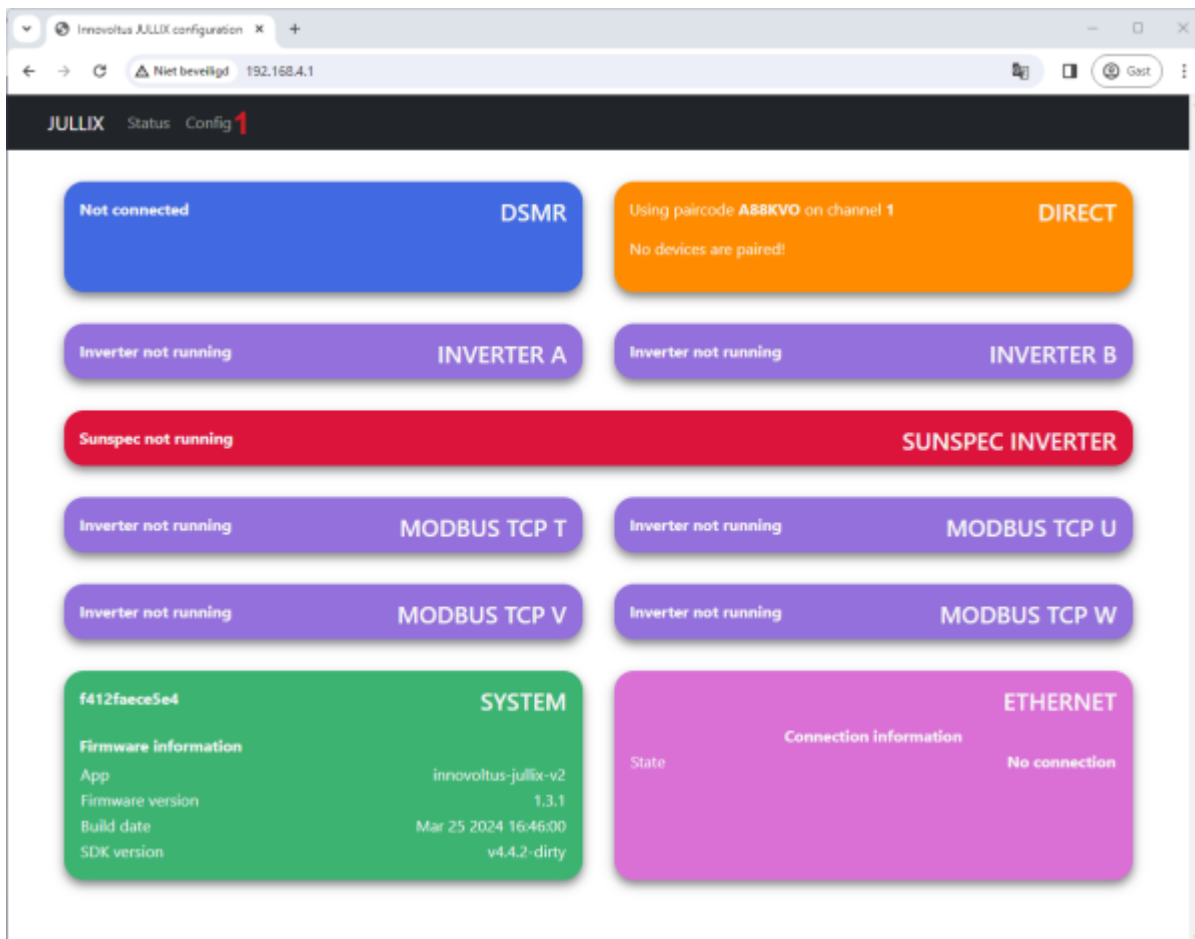 Innovoltus JULLIX configuration
Niet beveiligd 192.168.4.1 Gast
JULLIX Status Config 1
Not connected DSMR
Using paircode A88KVO on channel 1 DIRECT
No devices are paired!
Inverter not running INVERTER A
Inverter not running INVERTER B
Sunspec not running SUNSPEC INVERTER
Inverter not running MODBUS TCP T
Inverter not running MODBUS TCP U
Inverter not running MODBUS TCP V
Inverter not running MODBUS TCP W
f412faece5e4 SYSTEM
Firmware information
App innovoltus-jullix-v2
Firmware version 1.3.1
Build date Mar 25 2024 16:46:00
SDK version v4.4.2-dirty
ETHERNET
Connection information
State No connection